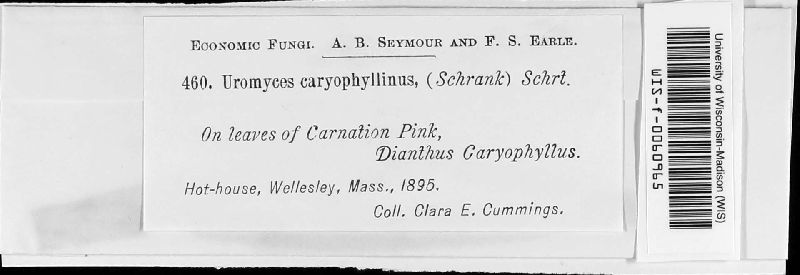 Economic Fungi. A. B. Seymour and F. S. Earle.
460. Uromyces caryophyllinus, (Schrank) Schrt.
On leaves of Carnation Pink,
Dianthus Caryophyllus.
Hot-house, Wellesley, Mass., 1895.
Coll. Clara E. Cummings.
University of Wisconsin-Madison (WIS)
WIS-f-0060965